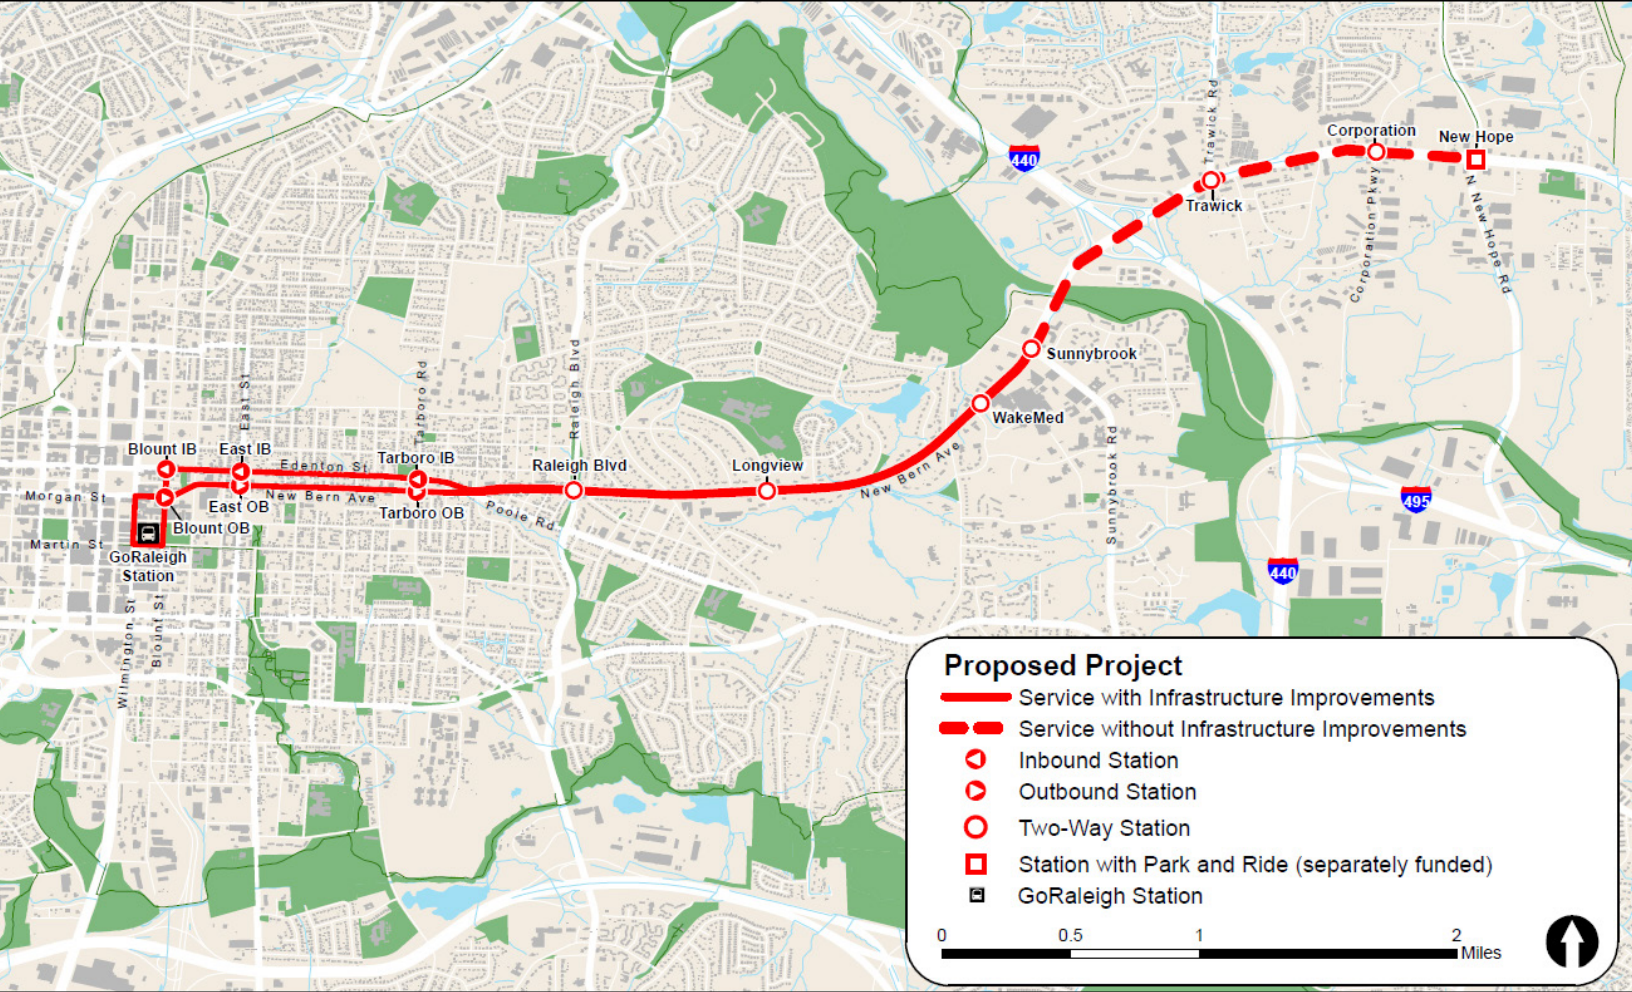 Trawick Rd
440
Corporation
New Hope
Trawick
Corporation Pkwy
N New Hope Rd
Raleigh Blvd
Sunnybrook
WakeMed
East St
Tarboro Rd
Blount IB
East IB
Edenton St
Tarboro IB
Raleigh Blvd
Longview
New Bern Ave
Sunnybrook Rd
Morgan St
New Bern Ave
East OB
Tarboro OB
Poole Rd
495
Blount OB
Martin St
GoRaleigh
Station
440
Wilmington St
Blount St
Proposed Project
Service with Infrastructure Improvements
Service without Infrastructure Improvements
Inbound Station
Outbound Station
Two-Way Station
Station with Park and Ride (separately funded)
GoRaleigh Station
0 0.5 1 2
Miles